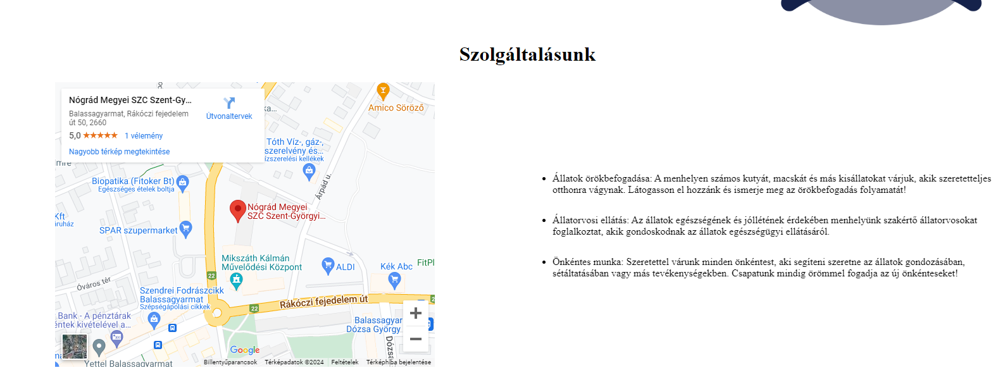 Szolgáltalásunk
Nógrád Megyei SZC Szent-Gy...
Balassagyarmat, Rákóczi fejedelem
út 50, 2660
5,0
1 vélemény
Nagyobb térkép megtekintése
Útvonaltervek
ka...
Amico Söröző
Tóth Víz-, gáz-,
szerelvény és...
ízszerelési kellékek
Imre
Biopatika (Fitoker Bt)
Egészséges ételek boltja
Árpád u.
Nógrád Megyei
SZC Szent-Györgyi...
Kft
áruház
SPAR szupermarket
Mikszáth Kálmán
Művelődési Központ
ALDI
Kék Abc
FitPl
22
Óváros tér
Szendrei Fodrászcikk
Balassagyarmat
Szépségápolási cikkek
Rákóczi fejedelem út
22
Bank - A pénztárak
éntek kivételével a...
Balassagyar
Dózsa György
Dózsa
Yettel Balassagyarmat
Google
Billentyűparancsok
Térképadatok ©2024
Feltételek
Térképhiba bejelentése
• Állatok örökbefogadása: A menhelyen számos kutyát, macskát és más kisállatokat várjuk, akik szeretetteljes
otthonra vágynak. Látogasson el hozzánk és ismerje meg az örökbefogadás folyamatát!
• Állatorvosi ellátás: Az állatok egészségének és jóllétének érdekében menhelyünk szakértő állatorvosokat
foglalkoztat, akik gondoskodnak az állatok egészségügyi ellátásáról.
• Önkéntes munka: Szeretettel várunk minden önkéntest, aki segíteni szeretne az állatok gondozásában,
sétáltatásában vagy más tevékenységekben. Csapatunk mindig örömmel fogadja az új önkénteseket!